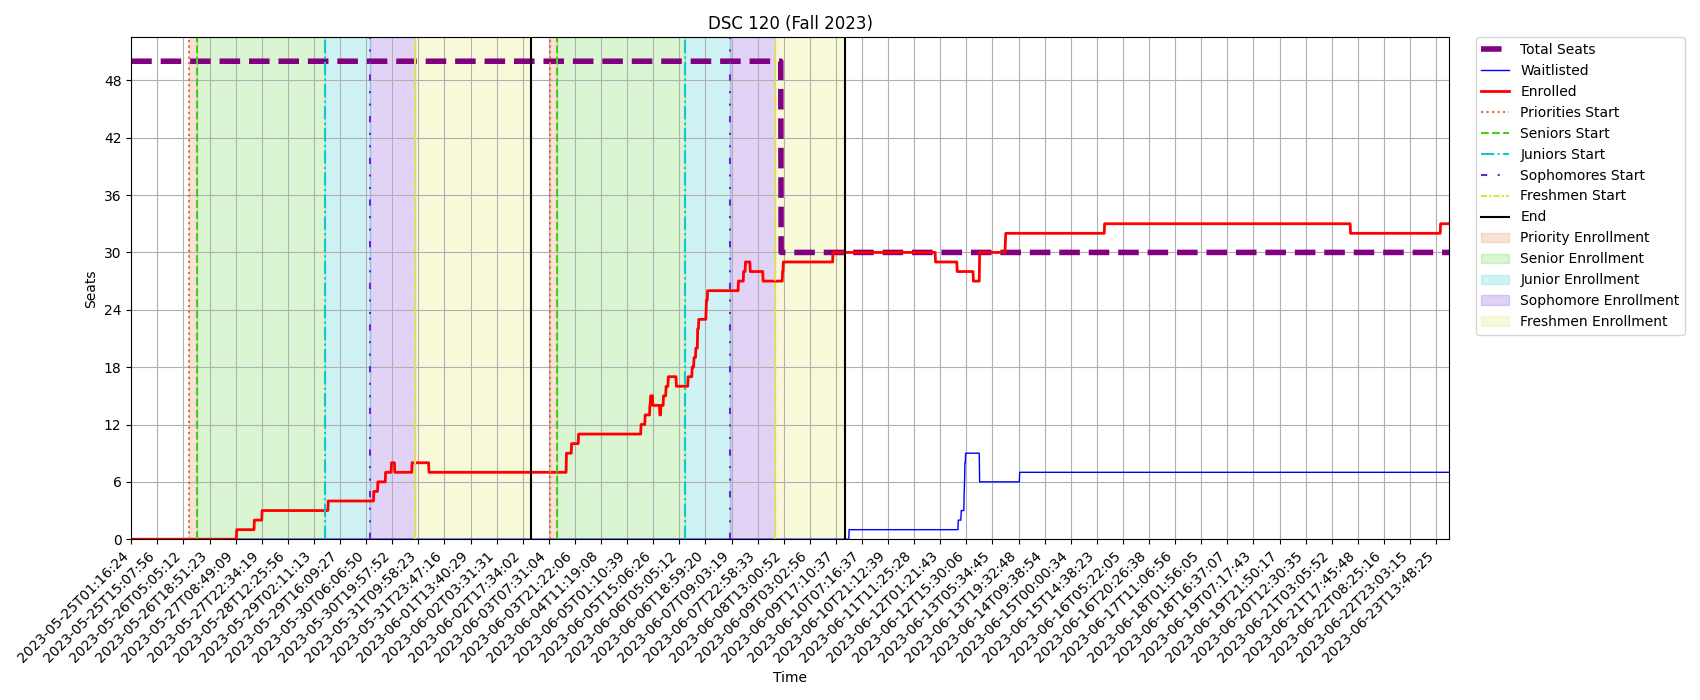 DSC 120 (Fall 2023)
Seats
48
42
36
30
24
18
12
6
0
2023-05-25T01:16:24
2023-05-25T15:07:56
2023-05-26T05:05:12
2023-05-26T18:51:23
2023-05-27T08:49:09
2023-05-27T22:34:19
2023-05-28T12:25:56
2023-05-29T02:11:13
2023-05-29T16:09:27
2023-05-30T06:06:50
2023-05-30T19:57:52
2023-05-31T09:58:23
2023-05-31T23:47:16
2023-06-01T13:40:29
2023-06-02T03:31:31
2023-06-02T17:34:02
2023-06-03T07:31:04
2023-06-03T21:22:06
2023-06-04T11:19:08
2023-06-05T01:10:39
2023-06-05T15:06:26
2023-06-06T05:05:12
2023-06-06T18:59:20
2023-06-07T09:03:19
2023-06-07T22:58:33
2023-06-08T13:00:52
2023-06-09T03:02:56
2023-06-09T17:10:37
2023-06-10T07:16:37
2023-06-10T21:12:39
2023-06-11T11:25:28
2023-06-12T01:21:43
2023-06-12T15:30:06
2023-06-13T05:34:45
2023-06-13T19:32:48
2023-06-14T09:38:54
2023-06-15T00:00:34
2023-06-15T14:38:23
2023-06-16T05:22:05
2023-06-16T20:26:38
2023-06-17T11:06:56
2023-06-18T01:56:05
2023-06-18T16:37:07
2023-06-19T07:17:43
2023-06-19T21:50:17
2023-06-20T12:30:35
2023-06-21T03:05:52
2023-06-21T17:45:48
2023-06-22T08:25:16
2023-06-22T23:03:15
2023-06-23T13:48:25
Time
Total Seats
Waitlisted
Enrolled
Priorities Start
Seniors Start
Juniors Start
Sophomores Start
Freshmen Start
End
Priority Enrollment
Senior Enrollment
Junior Enrollment
Sophomore Enrollment
Freshmen Enrollment